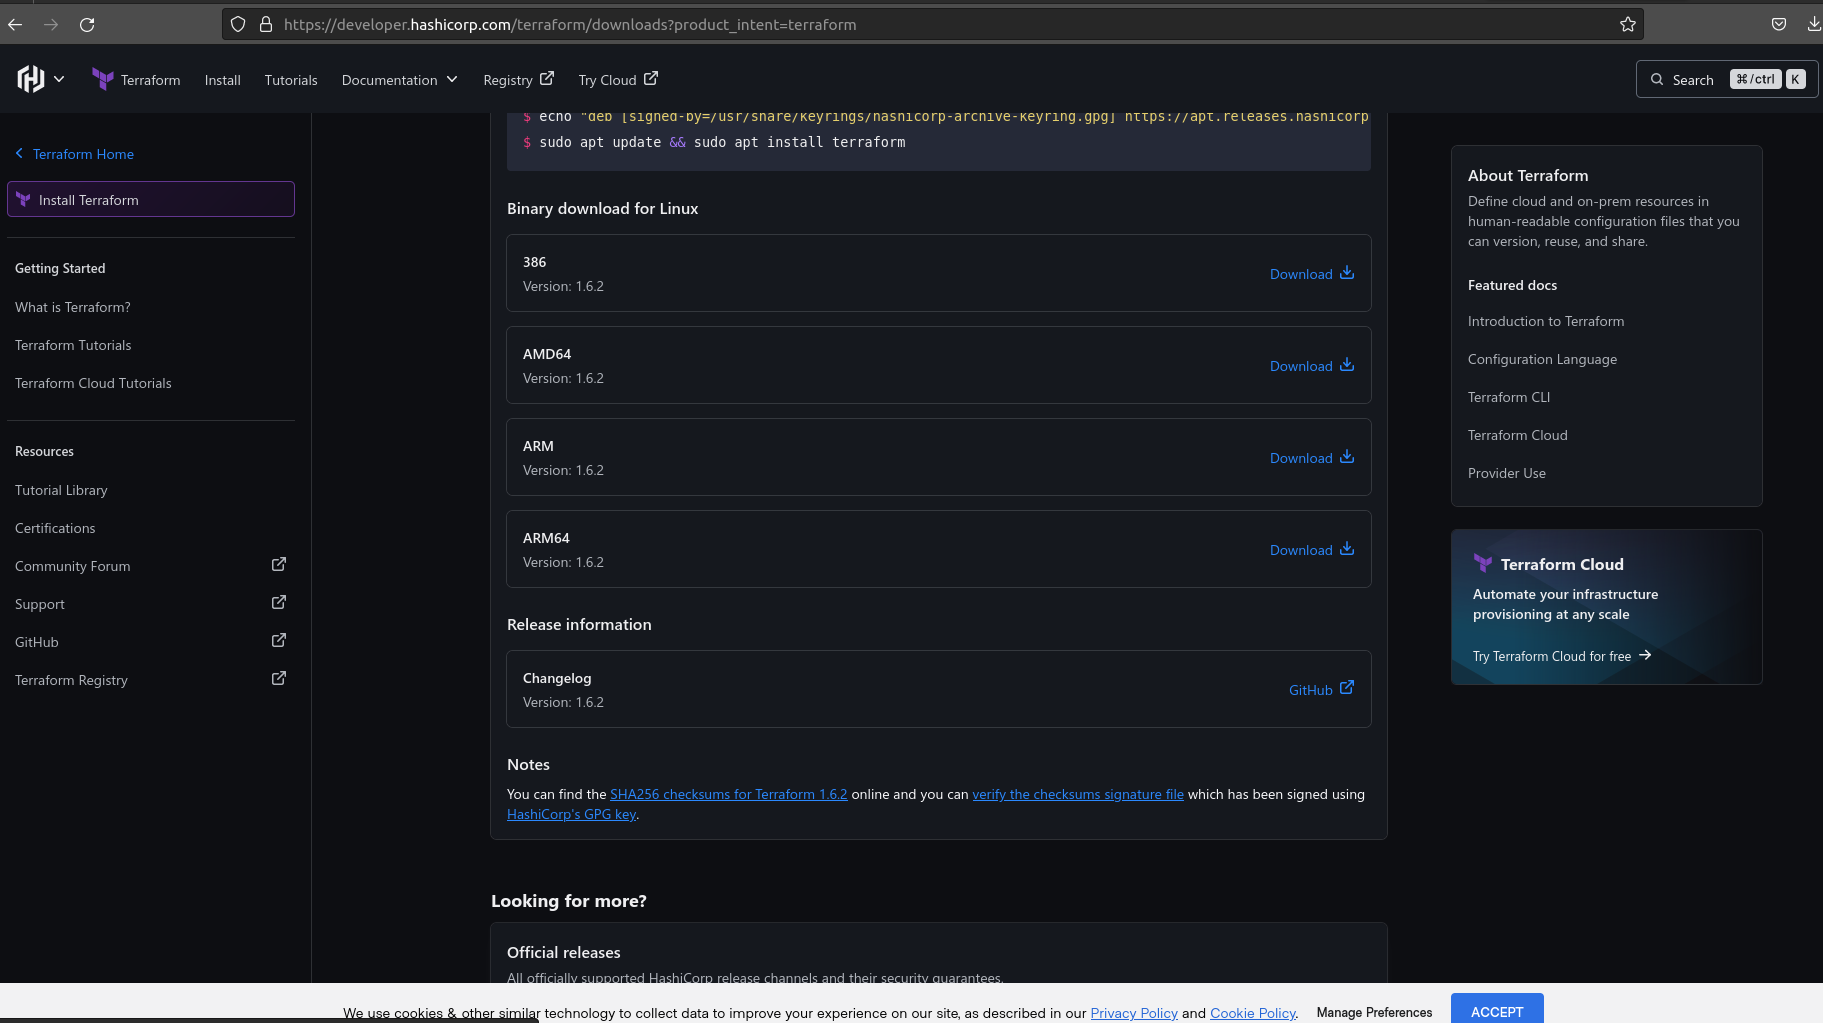 https://developer.hashicorp.com/terraform/downloads?product_intent=terraform
Terraform Install Tutorials Documentation Registry Try Cloud Search ⌘/ctrl K
Terraform Home
Install Terraform
Getting Started
What is Terraform?
Terraform Tutorials
Terraform Cloud Tutorials
Resources
Tutorial Library
Certifications
Community Forum
Support
GitHub
Terraform Registry
$ echo "deb [signed-by=/usr/share/keyrings/hashicorp-archive-keyring.gpg] https://apt.releases.hashicorp
$ sudo apt update && sudo apt install terraform
Binary download for Linux
386
Version: 1.6.2
Download
AMD64
Version: 1.6.2
Download
ARM
Version: 1.6.2
Download
ARM64
Version: 1.6.2
Download
Release information
Changelog
Version: 1.6.2
GitHub
Notes
You can find the SHA256 checksums for Terraform 1.6.2 online and you can verify the checksums signature file which has been signed using
HashiCorp's GPG key.
Looking for more?
Official releases
All officially supported HashiCorp release channels and their security guarantees.
About Terraform
Define cloud and on-prem resources in
human-readable configuration files that you
can version, reuse, and share.
Featured docs
Introduction to Terraform
Configuration Language
Terraform CLI
Terraform Cloud
Provider Use
Terraform Cloud
Automate your infrastructure
provisioning at any scale
Try Terraform Cloud for free
We use cookies & other similar technology to collect data to improve your experience on our site, as described in our Privacy Policy and Cookie Policy.
Manage Preferences
ACCEPT